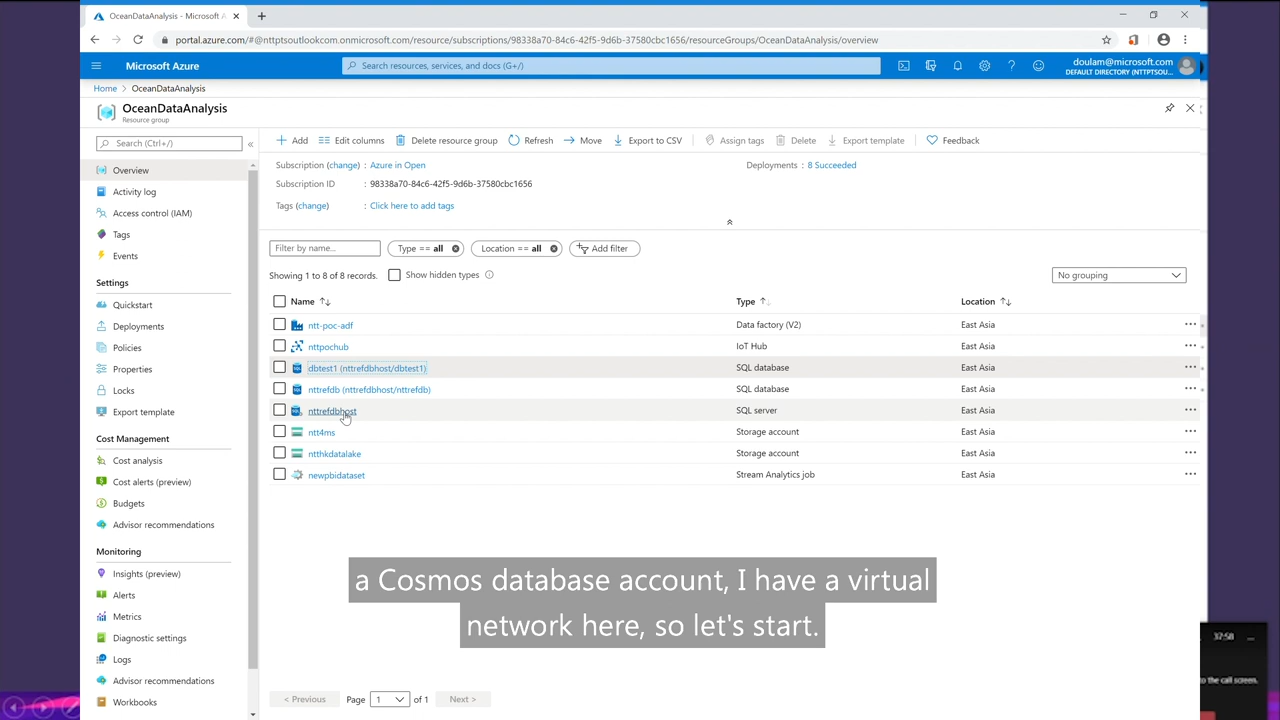 OceanDataAnalysis - Microsoft A
portal.azure.com/#@nttptsoutlookcom.onmicrosoft.com/resource/subscriptions/98338a70-84c6-42f5-9d6b-37580cbc1656/resourceGroups/OceanDataAnalysis/overview
Microsoft Azure
Search resources, services, and docs (G+/)
doulam@microsoft.com
DEFAULT DIRECTORY (NTTPTSOU...
Home > OceanDataAnalysis
OceanDataAnalysis
Resource group
Search (Ctrl+/)
Add Edit columns Delete resource group Refresh Move Export to CSV Assign tags Delete Export template Feedback
Overview
Activity log
Access control (IAM)
Tags
Events
Settings
Quickstart
Deployments
Policies
Properties
Locks
Export template
Cost Management
Cost analysis
Cost alerts (preview)
Budgets
Advisor recommendations
Monitoring
Insights (preview)
Alerts
Metrics
Diagnostic settings
Logs
Advisor recommendations
Workbooks
Subscription (change) : Azure in Open
Deployments : 8 Succeeded
Subscription ID : 98338a70-84c6-42f5-9d6b-37580cbc1656
Tags (change) : Click here to add tags
Filter by name... Type == all Location == all Add filter
Showing 1 to 8 of 8 records. Show hidden types No grouping
Name Type Location
ntt-poc-adf Data factory (V2) East Asia
nttpochub IoT Hub East Asia
dbtest1 (nttrefdbhost/dbtest1) SQL database East Asia
nttrefdb (nttrefdbhost/nttrefdb) SQL database East Asia
nttrefdbhost SQL server East Asia
ntt4ms Storage account East Asia
ntthkdatalake Storage account East Asia
newpbidataset Stream Analytics job East Asia
a Cosmos database account, I have a virtual
network here, so let's start.
37:58
to the call screen.
< Previous Page 1 of 1 Next >